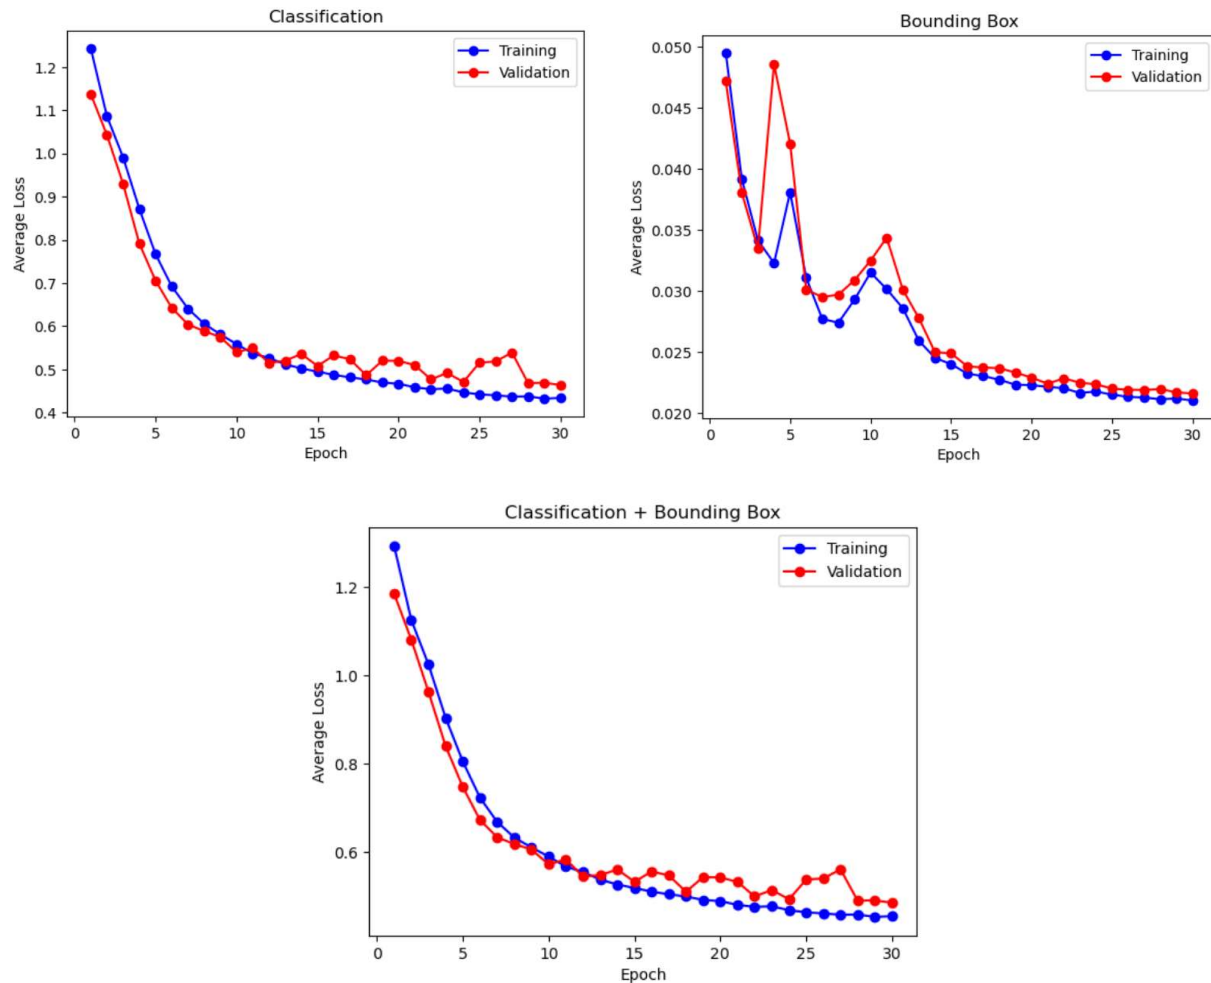 Classification
1.2
1.1
1.0
0.9
0.8
0.7
0.6
0.5
0.4
Average Loss
Training
Validation
0 5 10 15 20 25 30
Epoch
Bounding Box
0.050
0.045
0.040
0.035
0.030
0.025
0.020
Average Loss
Training
Validation
0 5 10 15 20 25 30
Epoch
Classification + Bounding Box
1.2
1.0
0.8
0.6
Average Loss
Training
Validation
0 5 10 15 20 25 30
Epoch